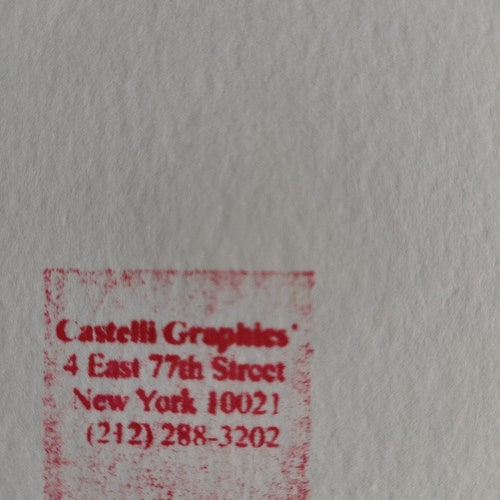 Castelli Graphics
4 East 77th Street
New York 10021
(212) 288-3202